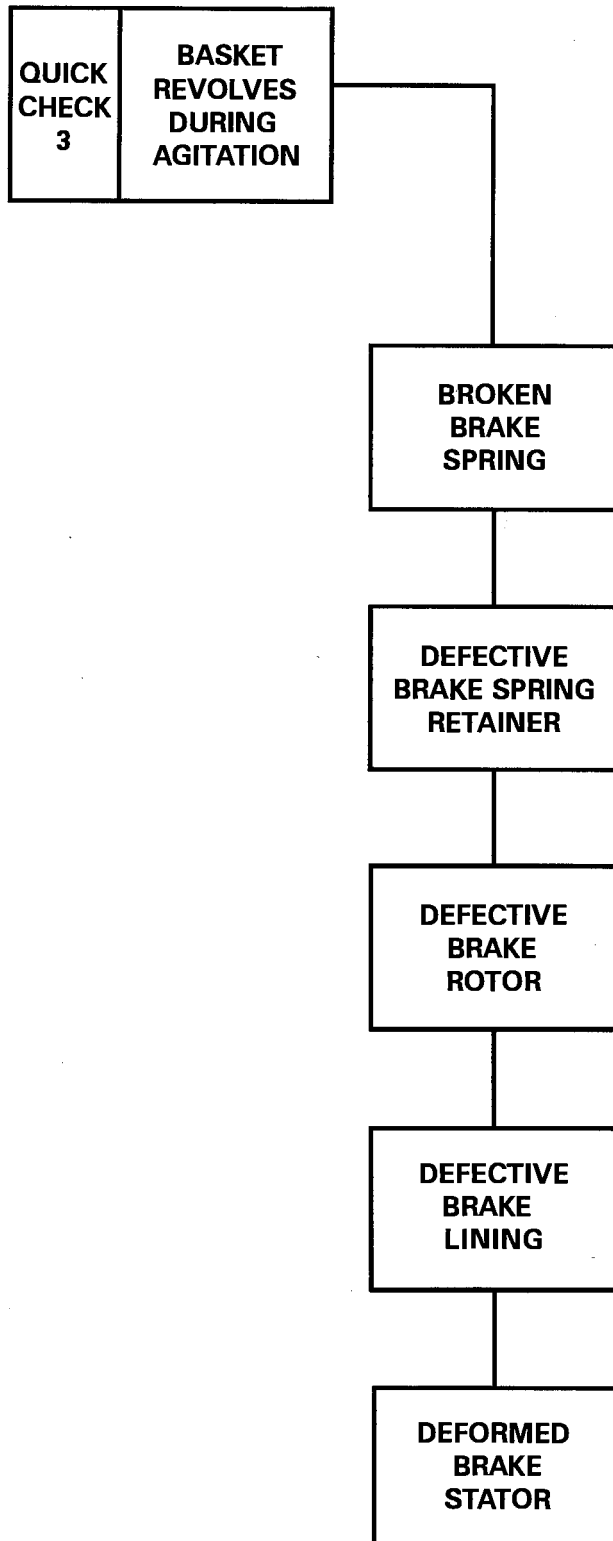 QUICK
CHECK
3
BASKET
REVOLVES
DURING
AGITATION
BROKEN
BRAKE
SPRING
DEFECTIVE
BRAKE SPRING
RETAINER
DEFECTIVE
BRAKE
ROTOR
DEFECTIVE
BRAKE
LINING
DEFORMED
BRAKE
STATOR